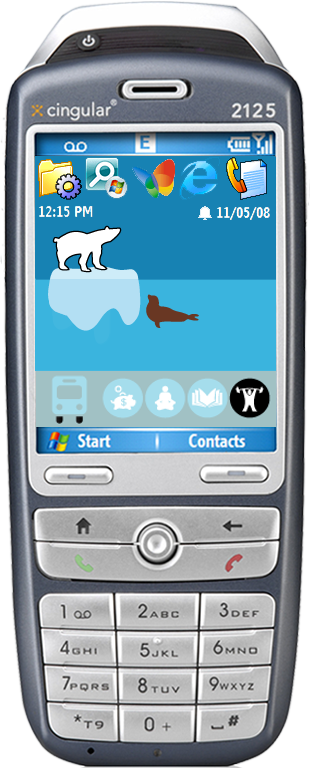 cingular®
2125
E
12:15 PM 11/05/08
$
Start Contacts
1
2ABC
3DEF
4GHI
5JKL
6MNO
7PQRS
8TUV
9WXYZ
*T9
0 +
#